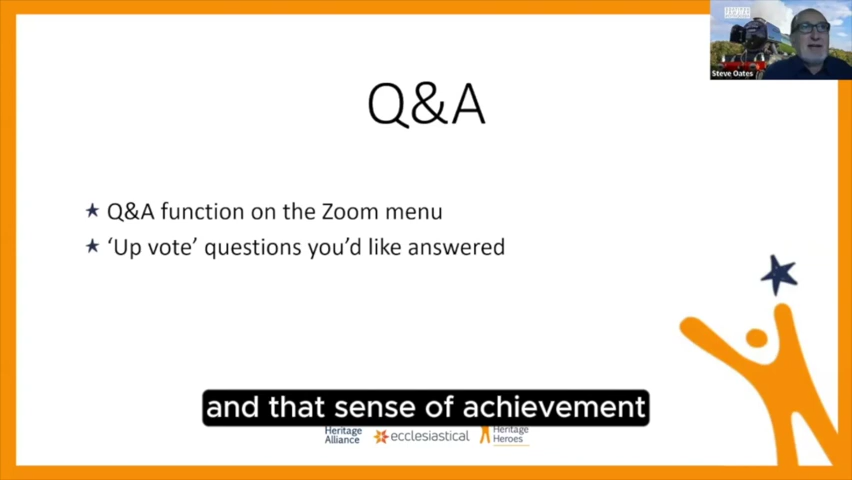 Steve Oates
Q&A
Q&A function on the Zoom menu
‘Up vote’ questions you’d like answered
and that sense of achievement
Heritage
Alliance
ecclesiastical
Heritage
Heroes